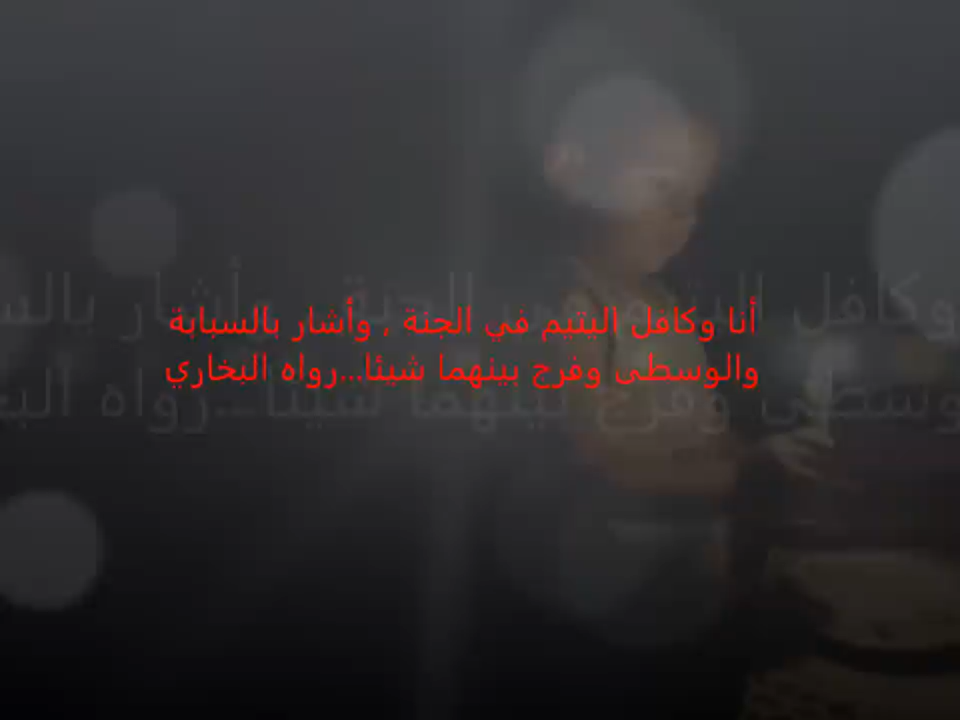 أنا وكافل اليتيم في الجنة , وأشار بالسبابة
والوسطى وفرج بينهما شيئا...رواه البخاري